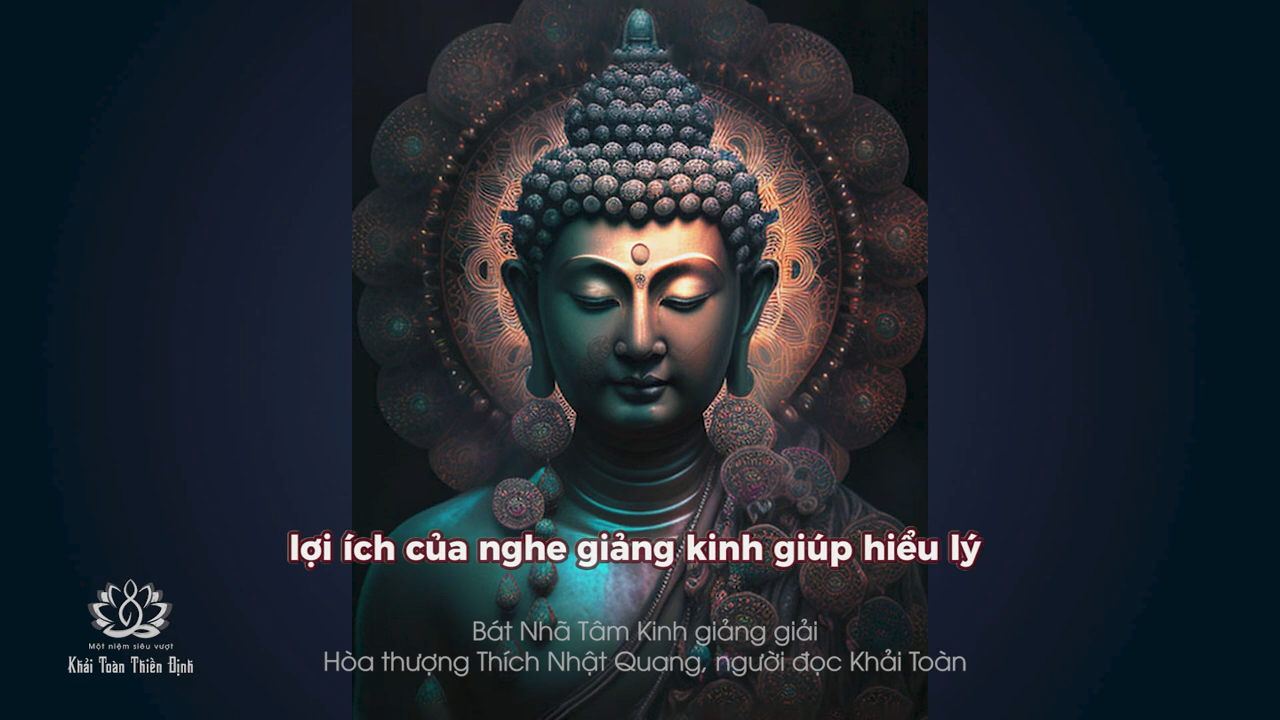 lợi ích của nghe giảng kinh giúp hiểu lý
Bát Nhã Tâm Kinh giảng giải
Hòa thượng Thích Nhật Quang, người đọc Khải Toàn
Một niệm siêu vượt
Khải Toàn Thiền Định